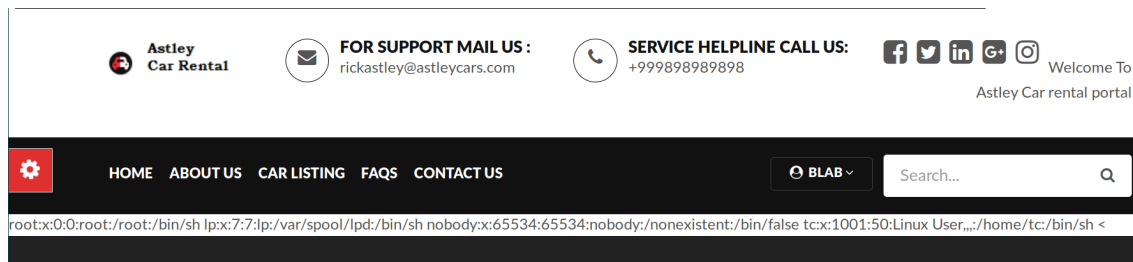 Astley
Car Rental
FOR SUPPORT MAIL US :
rickastley@astleycars.com
SERVICE HELPLINE CALL US:
+999898989898
Welcome To
Astley Car rental portal
HOME ABOUT US CAR LISTING FAQS CONTACT US
BLAB
Search...
root:x:0:0:root:/root:/bin/sh lp:x:7:7:lp:/var/spool/lpd:/bin/sh nobody:x:65534:65534:nobody:/nonexistent:/bin/false tc:x:1001:50:Linux User,,,:/home/tc:/bin/sh <